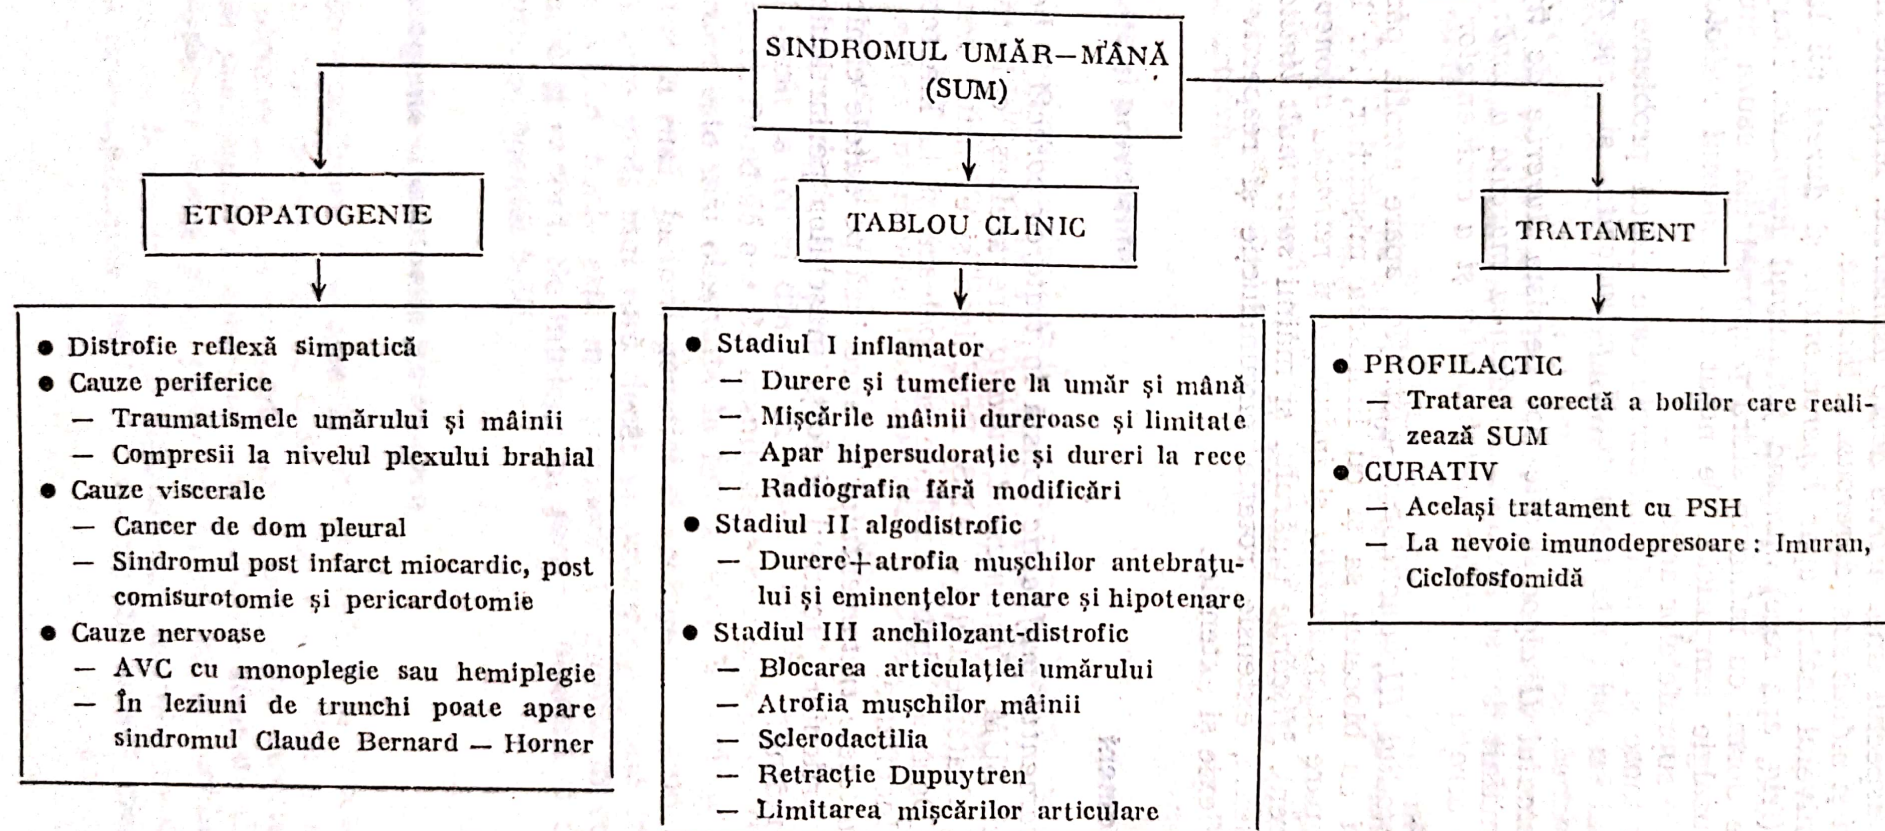 SINDROMUL UMĂR—MÂNĂ
(SUM)
ETIOPATOGENIE
● Distrofie reflexă simpatică
● Cauze periferice
— Traumatismele umărului și mâinii
— Compresii la nivelul plexului brahial
● Cauze viscerale
— Cancer de dom pleural
— Sindromul post infarct miocardic, post
comisurotomie și pericardotomie
● Cauze nervoase
— AVC cu monoplegie sau hemiplegie
— În leziuni de trunchi poate apare
sindromul Claude Bernard — Horner
TABLOU CLINIC
● Stadiul I inflamator
— Durere și tumefiere la umăr și mână
— Mișcările mâinii dureroase și limitate
— Apar hipersudorație și dureri la rece
— Radiografia fără modificări
● Stadiul II algodistrofic
— Durere+atrofia mușchilor antebrațu-
lui și eminențelor tenare și hipotenare
● Stadiul III anchilozant-distrofic
— Blocarea articulației umărului
— Atrofia mușchilor mâinii
— Sclerodactilia
— Retracție Dupuytren
— Limitarea mișcărilor articulare
TRATAMENT
● PROFILACTIC
— Tratarea corectă a bolilor care reali-
zează SUM
● CURATIV
— Același tratament cu PSH
— La nevoie imunodepresoare : Imuran,
Ciclofosfomidă